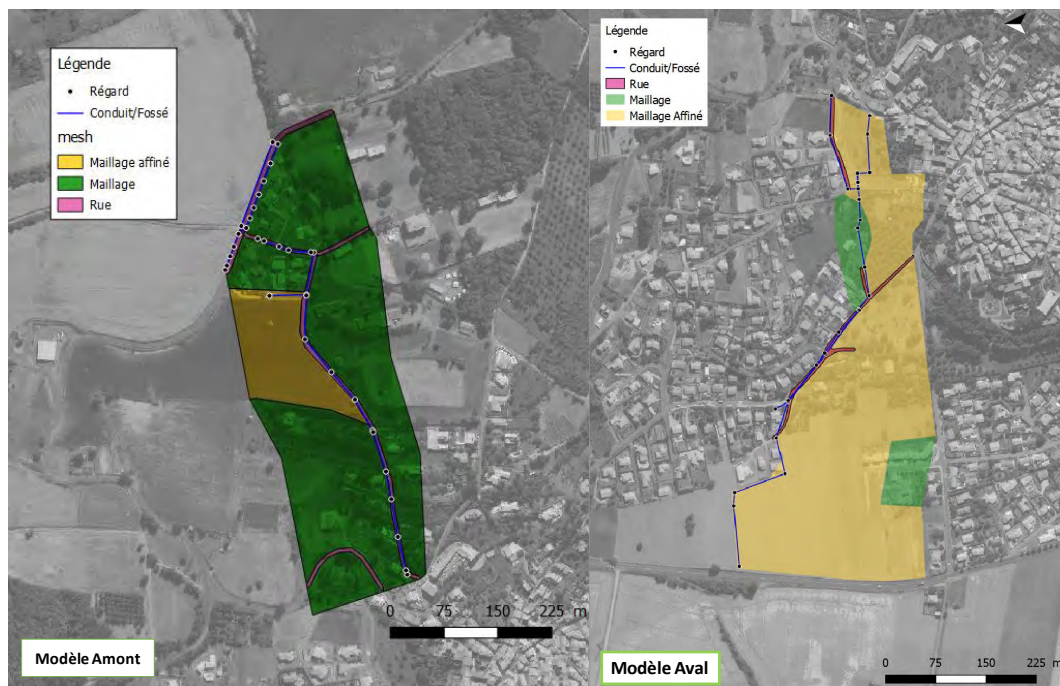 Légende
Régard
Conduit/Fossé
mesh
Maillage affiné
Maillage
Rue
0 75 150 225 m
Modèle Amont
Légende
Régard
Conduit/Fossé
Rue
Maillage
Maillage Affiné
Modèle Aval
0 75 150 225 m